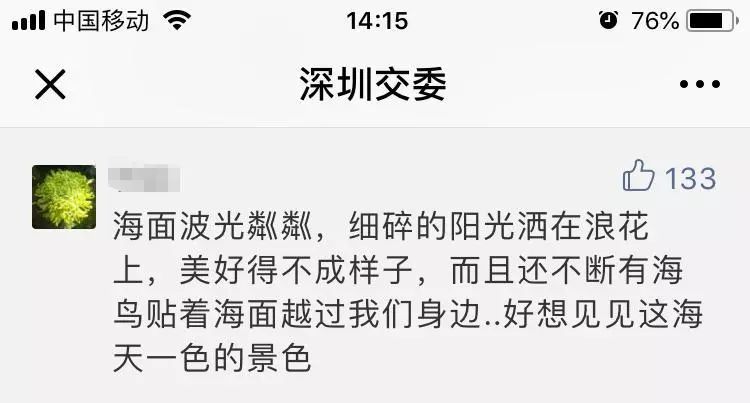 中国移动 14:15 76%
深圳交委
133
海面波光粼粼，细碎的阳光洒在浪花
上，美好得不成样子，而且还不断有海
鸟贴着海面越过我们身边..好想见见这海
天一色的景色